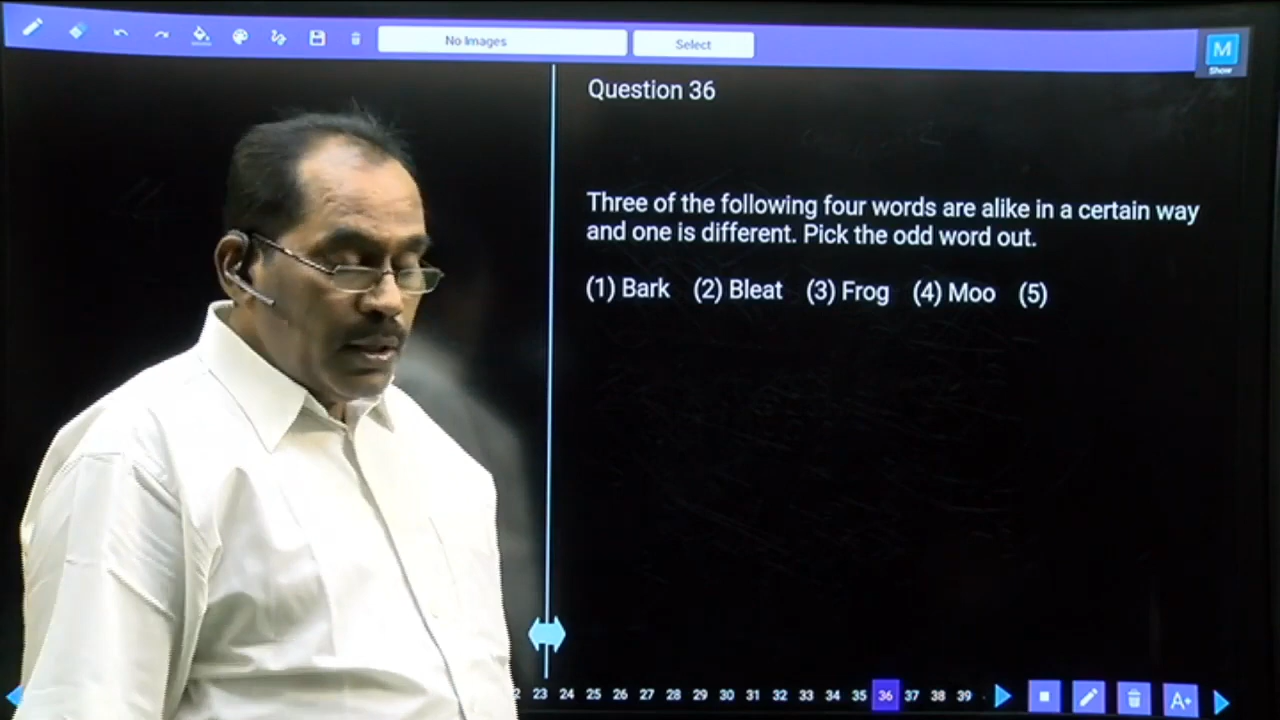 No Images
Select
M
Show
Question 36
Three of the following four words are alike in a certain way
and one is different. Pick the odd word out.
(1) Bark (2) Bleat (3) Frog (4) Moo (5)
23 24 25 26 27 28 29 30 31 32 33 34 35 36 37 38 39
A+